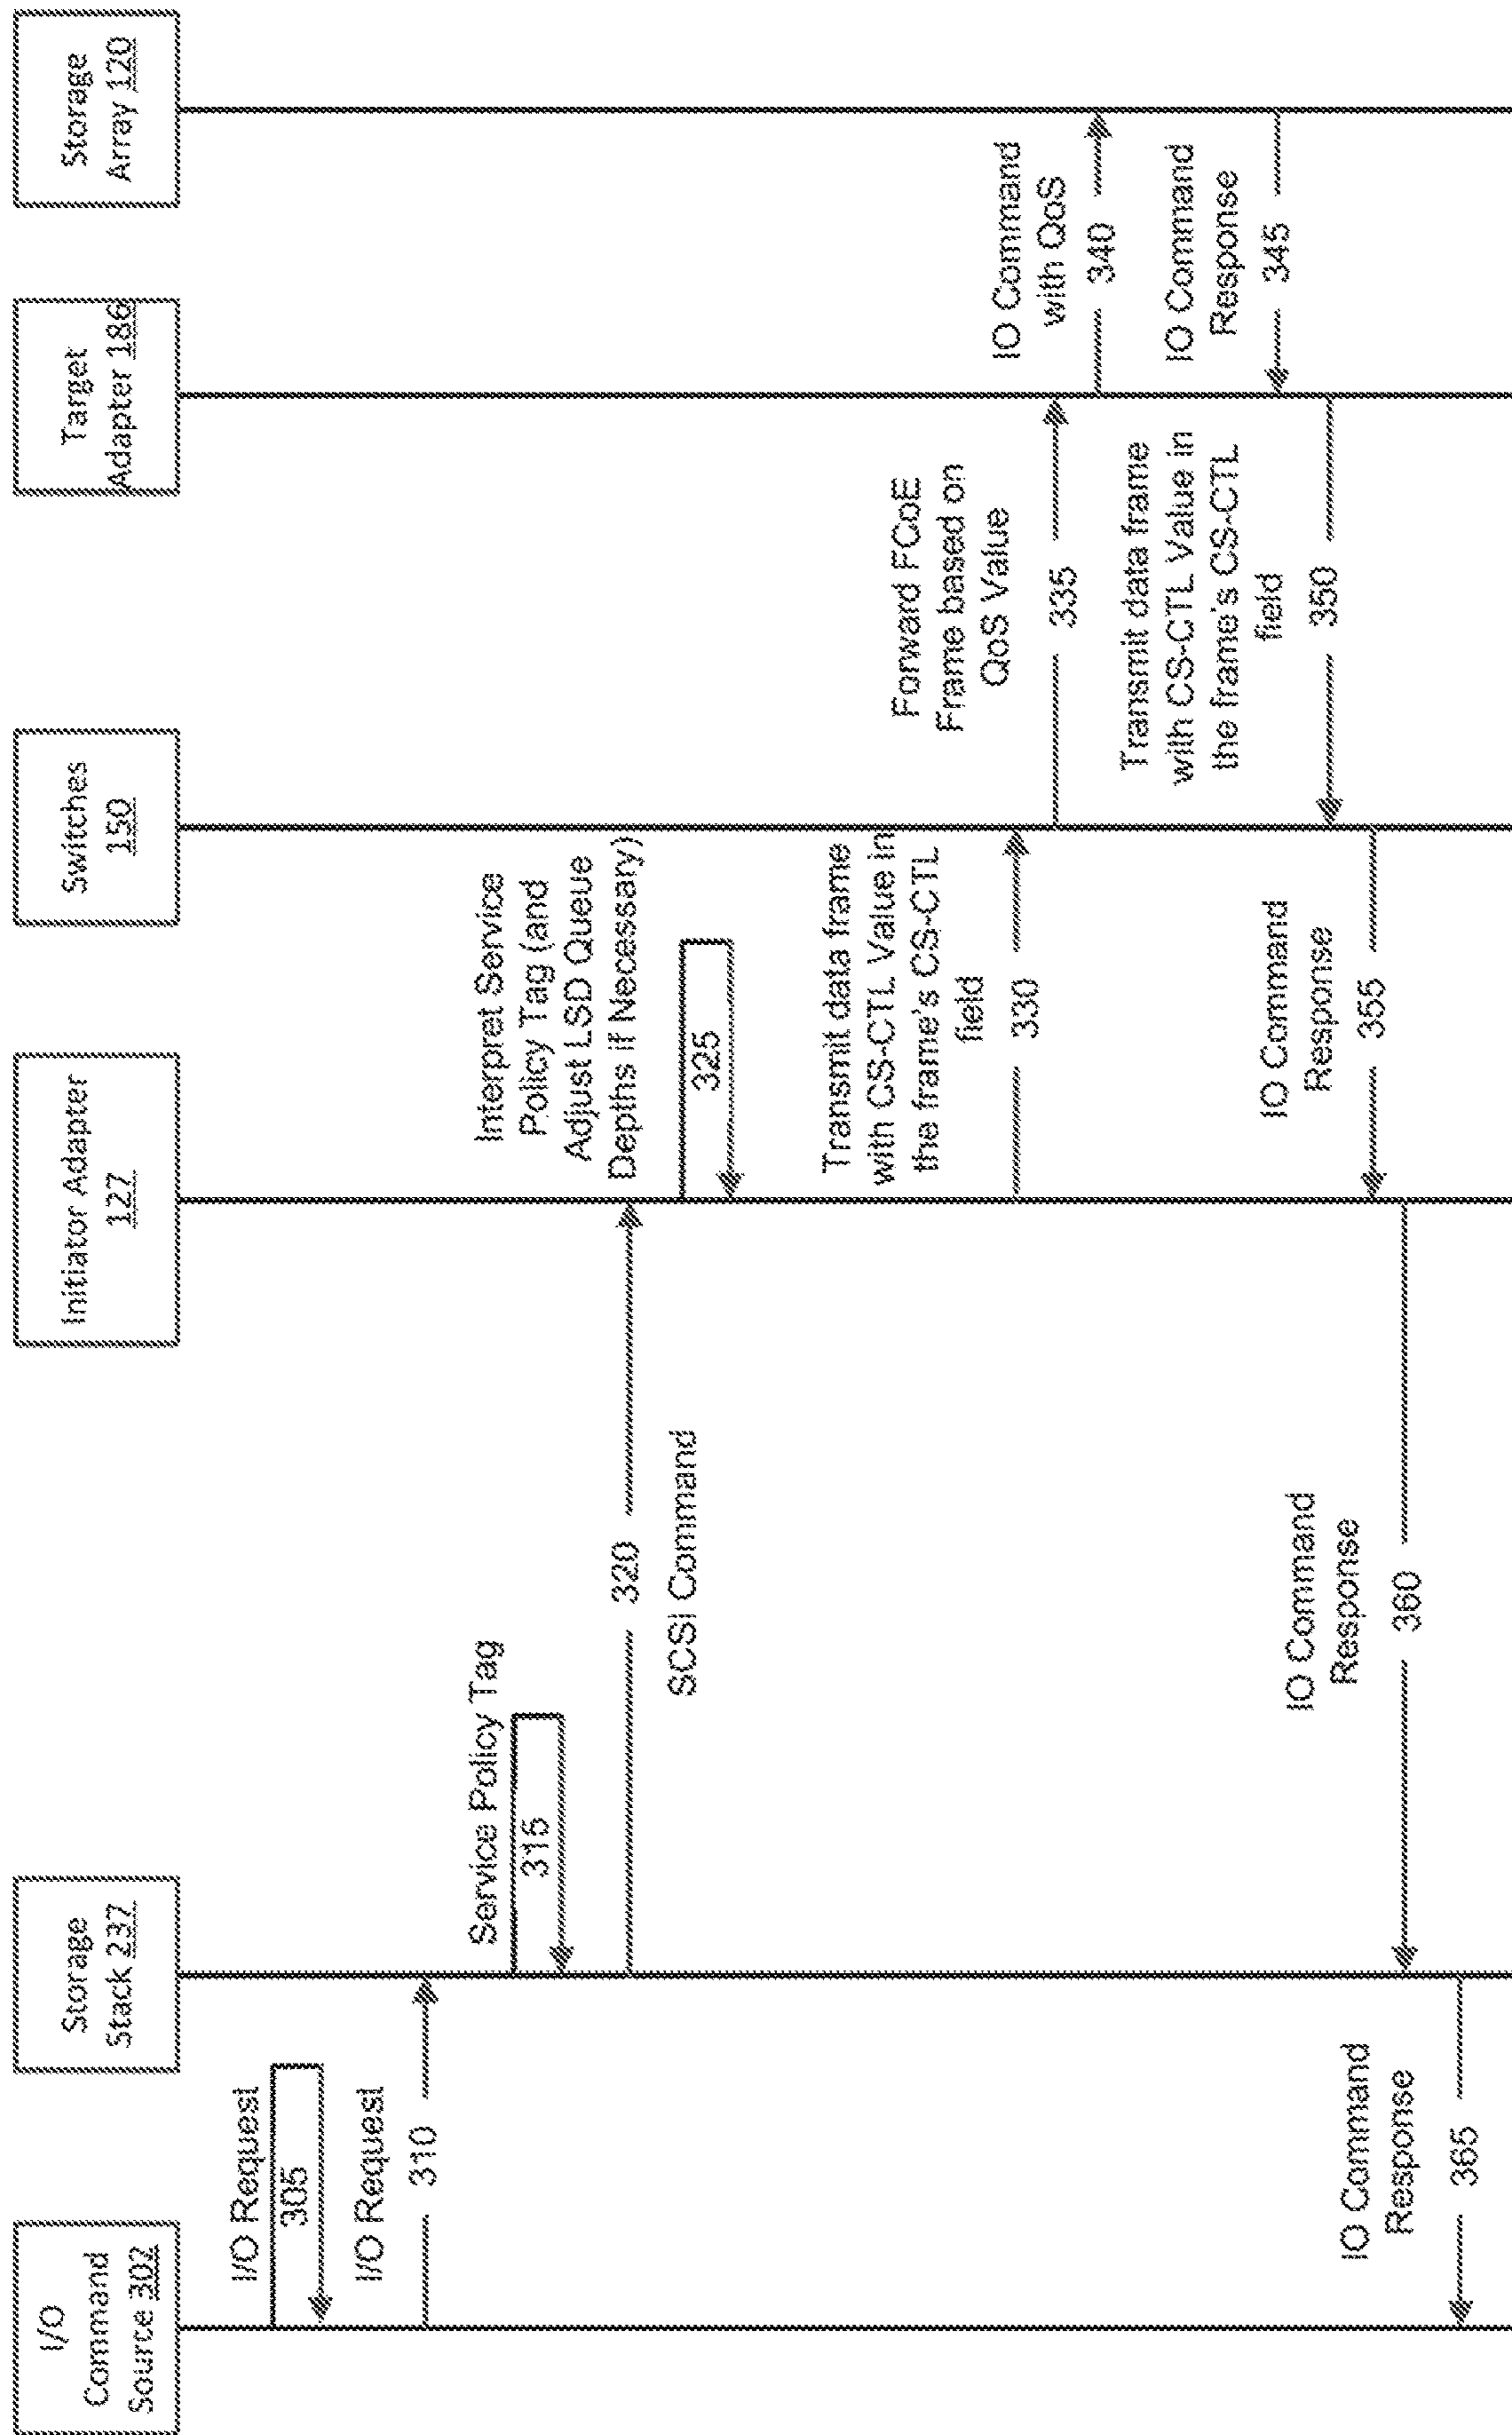 I/O
Command
Source 302
Storage
Stack 237
Initiator Adapter
127
Switches
150
Target
Adapter 186
Storage
Array 120
I/O Request
305
I/O Request
310
Service Policy Tag
315
320
SCSI Command
Interpret Service
Policy Tag (and
Adjust LSD Queue
Depths if Necessary)
325
Transmit data frame
with CS-CTL Value in
the frame's CS-CTL
field
330
Forward FCoE
Frame based on
QoS Value
335
IO Command
with QoS
340
IO Command
Response
345
Transmit data frame
with CS-CTL Value in
the frame's CS-CTL
field
350
IO Command
Response
355
IO Command
Response
360
IO Command
Response
365